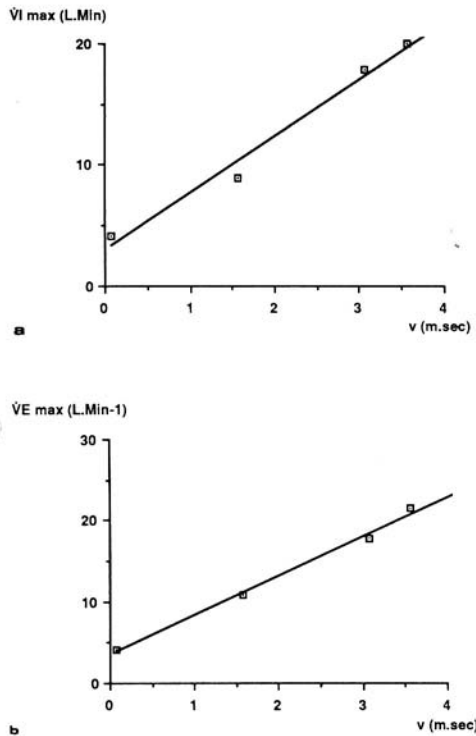 V̇I max (L.Min)
20
10
0
0 1 2 3 4
v (m.sec)
a
V̇E max (L.Min-1)
30
20
10
0
0 1 2 3 4
v (m.sec)
b